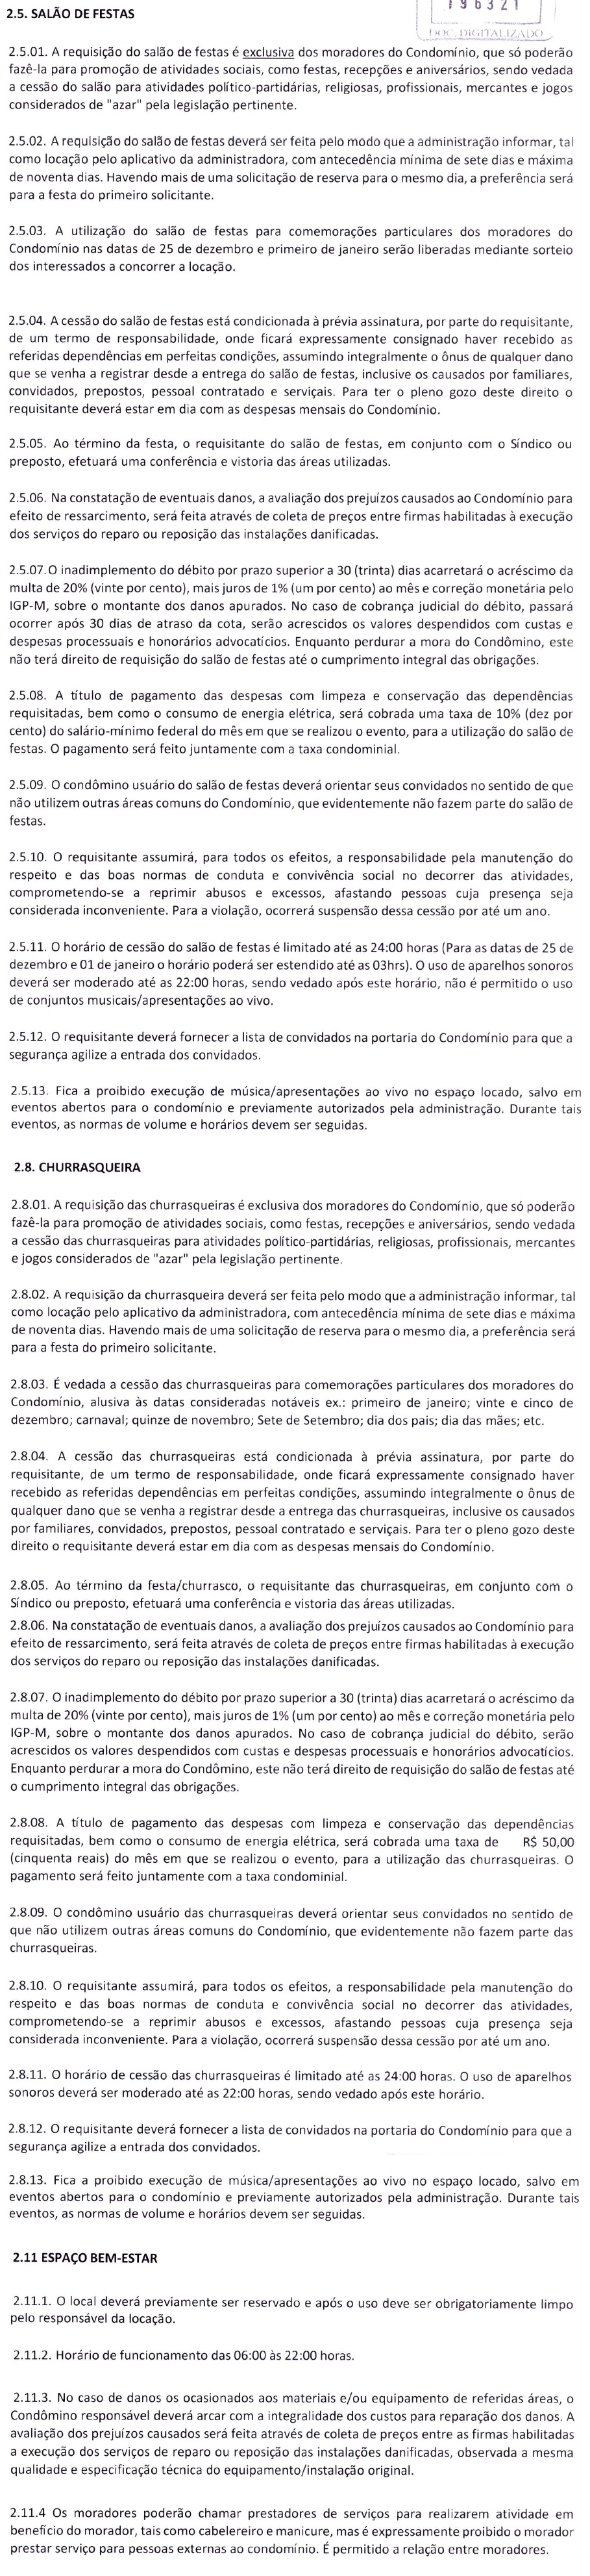 196321
DOC. DIGITALIZADO
2.5. SALÃO DE FESTAS
2.5.01. A requisição do salão de festas é exclusiva dos moradores do Condomínio, que só poderão
fazê-la para promoção de atividades sociais, como festas, recepções e aniversários, sendo vedada
a cessão do salão para atividades político-partidárias, religiosas, profissionais, mercantes e jogos
considerados de "azar" pela legislação pertinente.
2.5.02. A requisição do salão de festas deverá ser feita pelo modo que a administração informar, tal
como locação pelo aplicativo da administradora, com antecedência mínima de sete dias e máxima
de noventa dias. Havendo mais de uma solicitação de reserva para o mesmo dia, a preferência será
para a festa do primeiro solicitante.
2.5.03. A utilização do salão de festas para comemorações particulares dos moradores do
Condomínio nas datas de 25 de dezembro e primeiro de janeiro serão liberadas mediante sorteio
dos interessados a concorrer a locação.
2.5.04. A cessão do salão de festas está condicionada à prévia assinatura, por parte do requisitante,
de um termo de responsabilidade, onde ficará expressamente consignado haver recebido as
referidas dependências em perfeitas condições, assumindo integralmente o ônus de qualquer dano
que se venha a registrar desde a entrega do salão de festas, inclusive os causados por familiares,
convidados, prepostos, pessoal contratado e serviçais. Para ter o pleno gozo deste direito o
requisitante deverá estar em dia com as despesas mensais do Condomínio.
2.5.05. Ao término da festa, o requisitante do salão de festas, em conjunto com o Síndico ou
preposto, efetuará uma conferência e vistoria das áreas utilizadas.
2.5.06. Na constatação de eventuais danos, a avaliação dos prejuízos causados ao Condomínio para
efeito de ressarcimento, será feita através de coleta de preços entre firmas habilitadas à execução
dos serviços do reparo ou reposição das instalações danificadas.
2.5.07. O inadimplemento do débito por prazo superior a 30 (trinta) dias acarretará o acréscimo da
multa de 20% (vinte por cento), mais juros de 1% (um por cento) ao mês e correção monetária pelo
IGP-M, sobre o montante dos danos apurados. No caso de cobrança judicial do débito, passará
ocorrer após 30 dias de atraso da cota, serão acrescidos os valores despendidos com custas e
despesas processuais e honorários advocatícios. Enquanto perdurar a mora do Condômino, este
não terá direito de requisição do salão de festas até o cumprimento integral das obrigações.
2.5.08. A título de pagamento das despesas com limpeza e conservação das dependências
requisitadas, bem como o consumo de energia elétrica, será cobrada uma taxa de 10% (dez por
cento) do salário-mínimo federal do mês em que se realizou o evento, para a utilização do salão de
festas. O pagamento será feito juntamente com a taxa condominial.
2.5.09. O condômino usuário do salão de festas deverá orientar seus convidados no sentido de que
não utilizem outras áreas comuns do Condomínio, que evidentemente não fazem parte do salão de
festas.
2.5.10. O requisitante assumirá, para todos os efeitos, a responsabilidade pela manutenção do
respeito e das boas normas de conduta e convivência social no decorrer das atividades,
comprometendo-se a reprimir abusos e excessos, afastando pessoas cuja presença seja
considerada inconveniente. Para a violação, ocorrerá suspensão dessa cessão por até um ano.
2.5.11. O horário de cessão do salão de festas é limitado até as 24:00 horas (Para as datas de 25 de
dezembro e 01 de janeiro o horário poderá ser estendido até as 03hrs). O uso de aparelhos sonoros
deverá ser moderado até as 22:00 horas, sendo vedado após este horário, não é permitido o uso
de conjuntos musicais/apresentações ao vivo.
2.5.12. O requisitante deverá fornecer a lista de convidados na portaria do Condomínio para que a
segurança agilize a entrada dos convidados.
2.5.13. Fica a proibido execução de música/apresentações ao vivo no espaço locado, salvo em
eventos abertos para o condomínio e previamente autorizados pela administração. Durante tais
eventos, as normas de volume e horários devem ser seguidas.
2.8. CHURRASQUEIRA
2.8.01. A requisição das churrasqueiras é exclusiva dos moradores do Condomínio, que só poderão
fazê-la para promoção de atividades sociais, como festas, recepções e aniversários, sendo vedada
a cessão das churrasqueiras para atividades político-partidárias, religiosas, profissionais, mercantes
e jogos considerados de "azar" pela legislação pertinente.
2.8.02. A requisição da churrasqueira deverá ser feita pelo modo que a administração informar, tal
como locação pelo aplicativo da administradora, com antecedência mínima de sete dias e máxima
de noventa dias. Havendo mais de uma solicitação de reserva para o mesmo dia, a preferência será
para a festa do primeiro solicitante.
2.8.03. É vedada a cessão das churrasqueiras para comemorações particulares dos moradores do
Condomínio, alusiva às datas consideradas notáveis ex.: primeiro de janeiro; vinte e cinco de
dezembro; carnaval; quinze de novembro; Sete de Setembro; dia dos pais; dia das mães; etc.
2.8.04. A cessão das churrasqueiras está condicionada à prévia assinatura, por parte do
requisitante, de um termo de responsabilidade, onde ficará expressamente consignado haver
recebido as referidas dependências em perfeitas condições, assumindo integralmente o ônus de
qualquer dano que se venha a registrar desde a entrega das churrasqueiras, inclusive os causados
por familiares, convidados, prepostos, pessoal contratado e serviçais. Para ter o pleno gozo deste
direito o requisitante deverá estar em dia com as despesas mensais do Condomínio.
2.8.05. Ao término da festa/churrasco, o requisitante das churrasqueiras, em conjunto com o
Síndico ou preposto, efetuará uma conferência e vistoria das áreas utilizadas.
2.8.06. Na constatação de eventuais danos, a avaliação dos prejuízos causados ao Condomínio para
efeito de ressarcimento, será feita através de coleta de preços entre firmas habilitadas à execução
dos serviços do reparo ou reposição das instalações danificadas.
2.8.07. O inadimplemento do débito por prazo superior a 30 (trinta) dias acarretará o acréscimo da
multa de 20% (vinte por cento), mais juros de 1% (um por cento) ao mês e correção monetária pelo
IGP-M, sobre o montante dos danos apurados. No caso de cobrança judicial do débito, serão
acrescidos os valores despendidos com custas e despesas processuais e honorários advocatícios.
Enquanto perdurar a mora do Condômino, este não terá direito de requisição do salão de festas até
o cumprimento integral das obrigações.
2.8.08. A título de pagamento das despesas com limpeza e conservação das dependências
requisitadas, bem como o consumo de energia elétrica, será cobrada uma taxa de R$ 50,00
(cinquenta reais) do mês em que se realizou o evento, para a utilização das churrasqueiras. O
pagamento será feito juntamente com a taxa condominial.
2.8.09. O condômino usuário das churrasqueiras deverá orientar seus convidados no sentido de
que não utilizem outras áreas comuns do Condomínio, que evidentemente não fazem parte das
churrasqueiras.
2.8.10. O requisitante assumirá, para todos os efeitos, a responsabilidade pela manutenção do
respeito e das boas normas de conduta e convivência social no decorrer das atividades,
comprometendo-se a reprimir abusos e excessos, afastando pessoas cuja presença seja
considerada inconveniente. Para a violação, ocorrerá suspensão dessa cessão por até um ano.
2.8.11. O horário de cessão das churrasqueiras é limitado até as 24:00 horas. O uso de aparelhos
sonoros deverá ser moderado até as 22:00 horas, sendo vedado após este horário.
2.8.12. O requisitante deverá fornecer a lista de convidados na portaria do Condomínio para que a
segurança agilize a entrada dos convidados.
2.8.13. Fica a proibido execução de música/apresentações ao vivo no espaço locado, salvo em
eventos abertos para o condomínio e previamente autorizados pela administração. Durante tais
eventos, as normas de volume e horários devem ser seguidas.
2.11 ESPAÇO BEM-ESTAR
2.11.1. O local deverá previamente ser reservado e após o uso deve ser obrigatoriamente limpo
pelo responsável da locação.
2.11.2. Horário de funcionamento das 06:00 às 22:00 horas.
2.11.3. No caso de danos os ocasionados aos materiais e/ou equipamento de referidas áreas, o
Condômino responsável deverá arcar com a integralidade dos custos para reparação dos danos. A
avaliação dos prejuízos causados será feita através de coleta de preços entre as firmas habilitadas
a execução dos serviços de reparo ou reposição das instalações danificadas, observada a mesma
qualidade e especificação técnica do equipamento/instalação original.
2.11.4 Os moradores poderão chamar prestadores de serviços para realizarem atividade em
benefício do morador, tais como cabelereiro e manicure, mas é expressamente proibido o morador
prestar serviço para pessoas externas ao condomínio. É permitido a relação entre moradores.